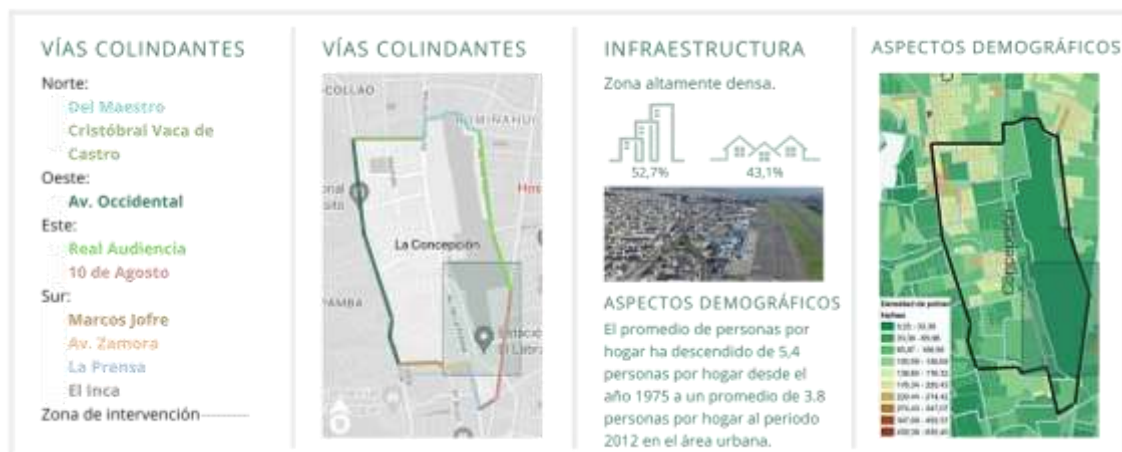 VÍAS COLINDANTES
Norte:
Del Maestro
Cristóbral Vaca de
Castro
Oeste:
Av. Occidental
Este:
Real Audiencia
10 de Agosto
Sur:
Marcos Jofre
Av. Zamora
La Prensa
El Inca
Zona de intervención
VÍAS COLINDANTES
-COLLAO
RUMIÑAHUI
Hos
La Concepción
PAMBA
INFRAESTRUCTURA
Zona altamente densa.
52,7%
43,1%
ASPECTOS DEMOGRÁFICOS
El promedio de personas por
hogar ha descendido de 5,4
personas por hogar desde el
año 1975 a un promedio de 3.8
personas por hogar al periodo
2012 en el área urbana.
ASPECTOS DEMOGRÁFICOS
Concepción